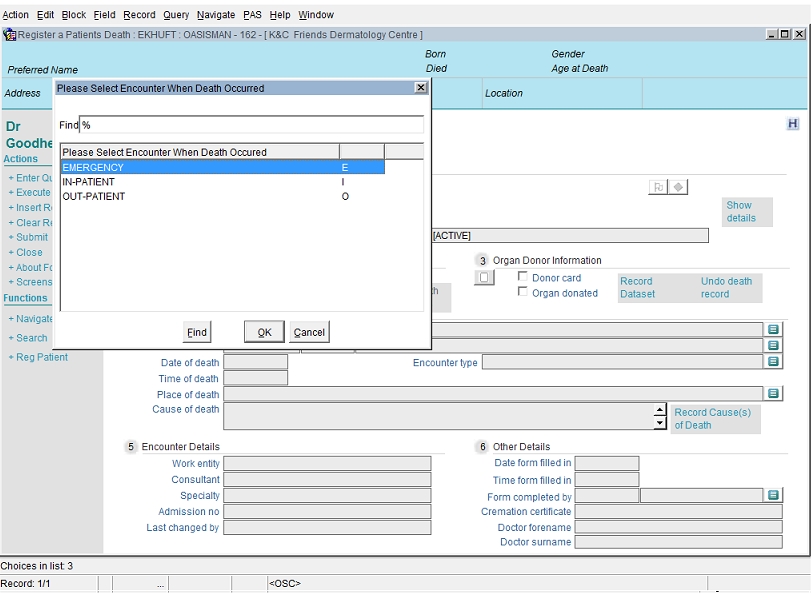 Action Edit Block Field Record Query Navigate PAS Help Window
Register a Patients Death : EKHUFT : OASISMAN - 162 - [ K&C Friends Dermatology Centre ]
Born Gender
Preferred Name Died Age at Death
Address Location
Please Select Encounter When Death Occurred
Find %
Please Select Encounter When Death Occured
EMERGENCY E
IN-PATIENT I
OUT-PATIENT O
Find OK Cancel
Dr
Goodhe
Actions
+ Enter Qu
+ Execute
+ Insert Re
+ Clear Re
+ Submit
+ Close
+ About Fo
+ Screens
Functions
+ Navigate
+ Search
+ Reg Patient
H
Show
details
[ACTIVE]
3 Organ Donor Information
Donor card
Organ donated
Record
Dataset
Undo death
record
th
Date of death Encounter type
Time of death
Place of death
Cause of death
Record Cause(s)
of Death
5 Encounter Details
Work entity
Consultant
Specialty
Admission no
Last changed by
6 Other Details
Date form filled in
Time form filled in
Form completed by
Cremation certificate
Doctor forename
Doctor surname
Choices in list: 3
Record: 1/1 ... <OSC>